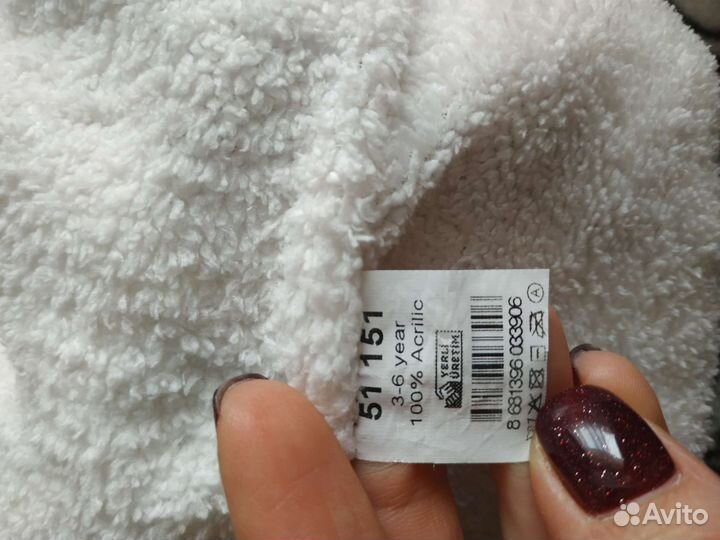 51 151
3-6 year
100% Acrilic
YERLİ
ÜRETİM
8 681396 033906
A
Avito